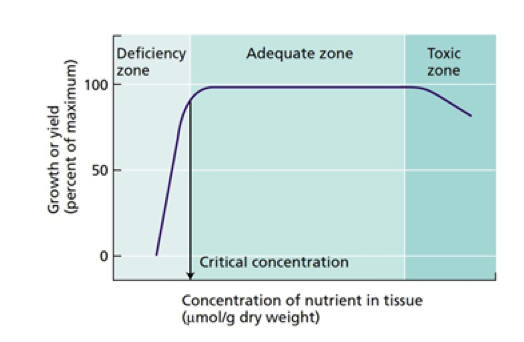 Deficiency
zone
Adequate zone
Toxic
zone
Growth or yield
(percent of maximum)
100
50
0
Critical concentration
Concentration of nutrient in tissue
(μmol/g dry weight)